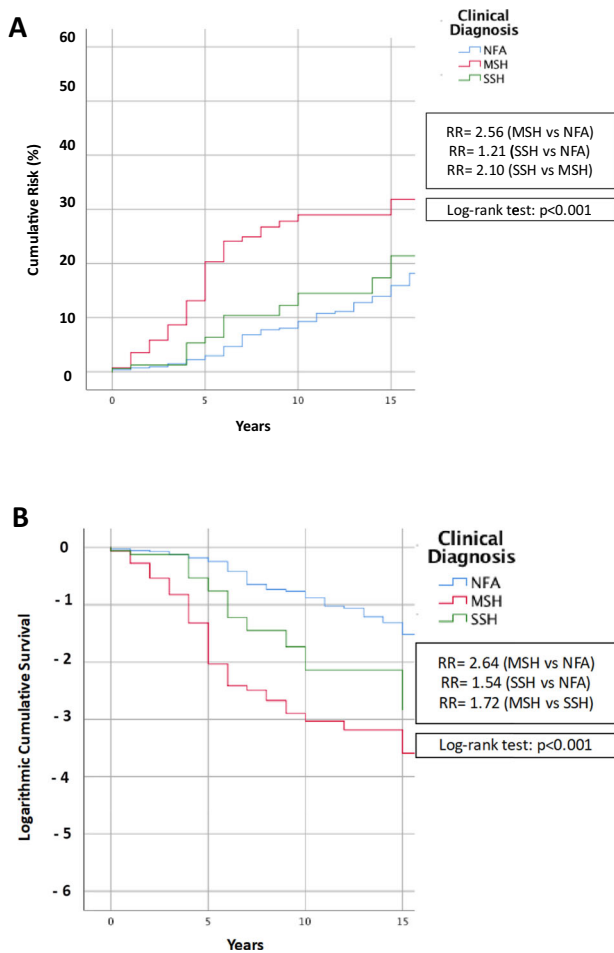 A
Clinical
Diagnosis
NFA
MSH
SSH
RR= 2.56 (MSH vs NFA)
RR= 1.21 (SSH vs NFA)
RR= 2.10 (SSH vs MSH)
Log-rank test: p<0.001
Cumulative Risk (%)
60
50
40
30
20
10
0
0 5 10 15
Years
B
Clinical
Diagnosis
NFA
MSH
SSH
RR= 2.64 (MSH vs NFA)
RR= 1.54 (SSH vs NFA)
RR= 1.72 (MSH vs SSH)
Log-rank test: p<0.001
Logarithmic Cumulative Survival
0
- 1
- 2
- 3
- 4
- 5
- 6
0 5 10 15
Years